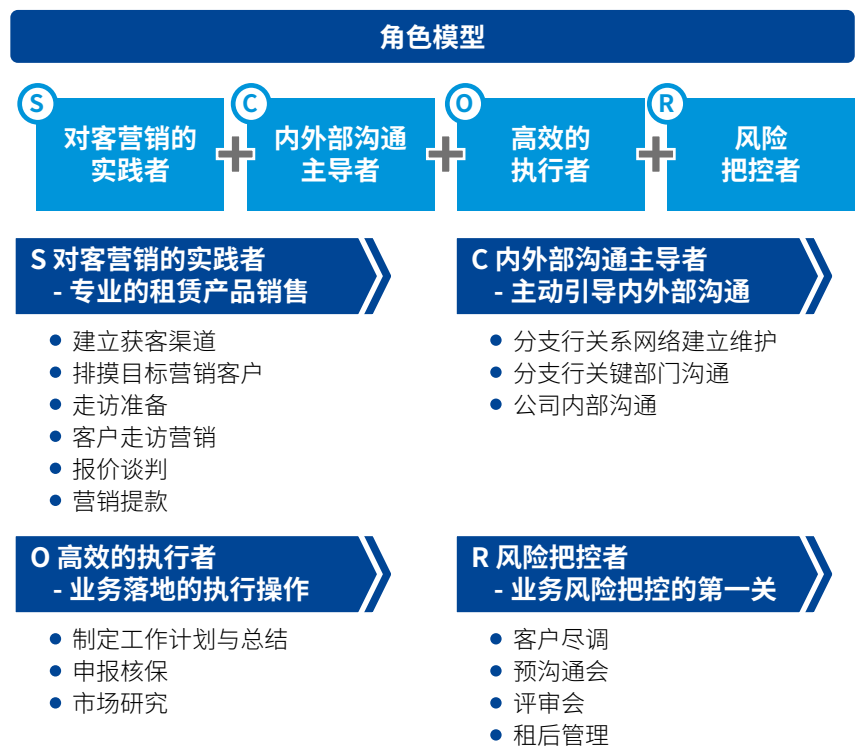 角色模型
S
对客营销的
实践者
C
内外部沟通
主导者
O
高效的
执行者
R
风险
把控者
S 对客营销的实践者
- 专业的租赁产品销售
建立获客渠道
排摸目标营销客户
走访准备
客户走访营销
报价谈判
营销提款
C 内外部沟通主导者
- 主动引导内外部沟通
分支行关系网络建立维护
分支行关键部门沟通
公司内部沟通
O 高效的执行者
- 业务落地的执行操作
制定工作计划与总结
申报核保
市场研究
R 风险把控者
- 业务风险把控的第一关
客户尽调
预沟通会
评审会
租后管理